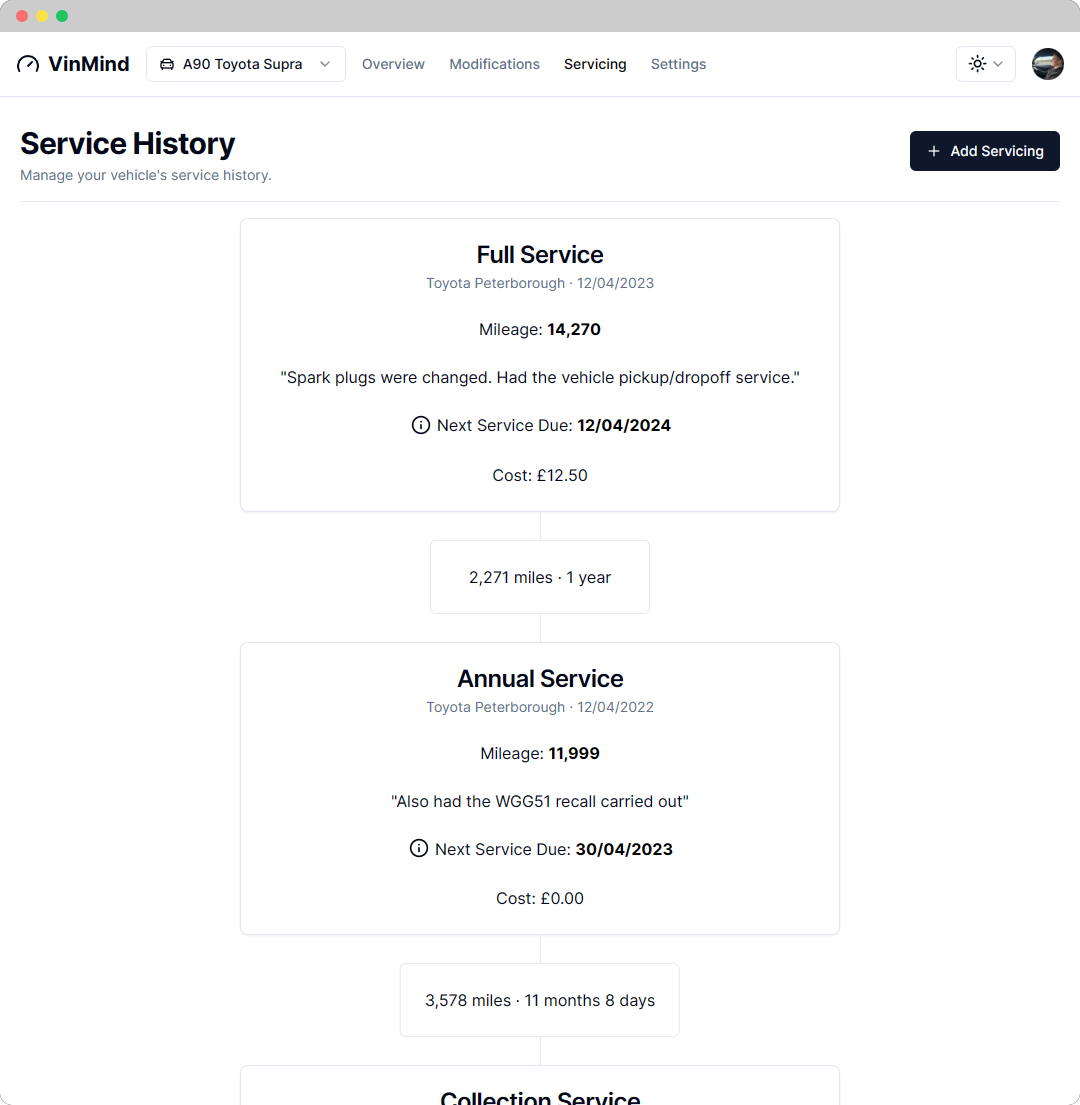 VinMind A90 Toyota Supra Overview Modifications Servicing Settings
Service History
Manage your vehicle's service history.
Add Servicing
Full Service
Toyota Peterborough · 12/04/2023
Mileage: 14,270
"Spark plugs were changed. Had the vehicle pickup/dropoff service."
Next Service Due: 12/04/2024
Cost: £12.50
2,271 miles · 1 year
Annual Service
Toyota Peterborough · 12/04/2022
Mileage: 11,999
"Also had the WGG51 recall carried out"
Next Service Due: 30/04/2023
Cost: £0.00
3,578 miles · 11 months 8 days
Collection Service